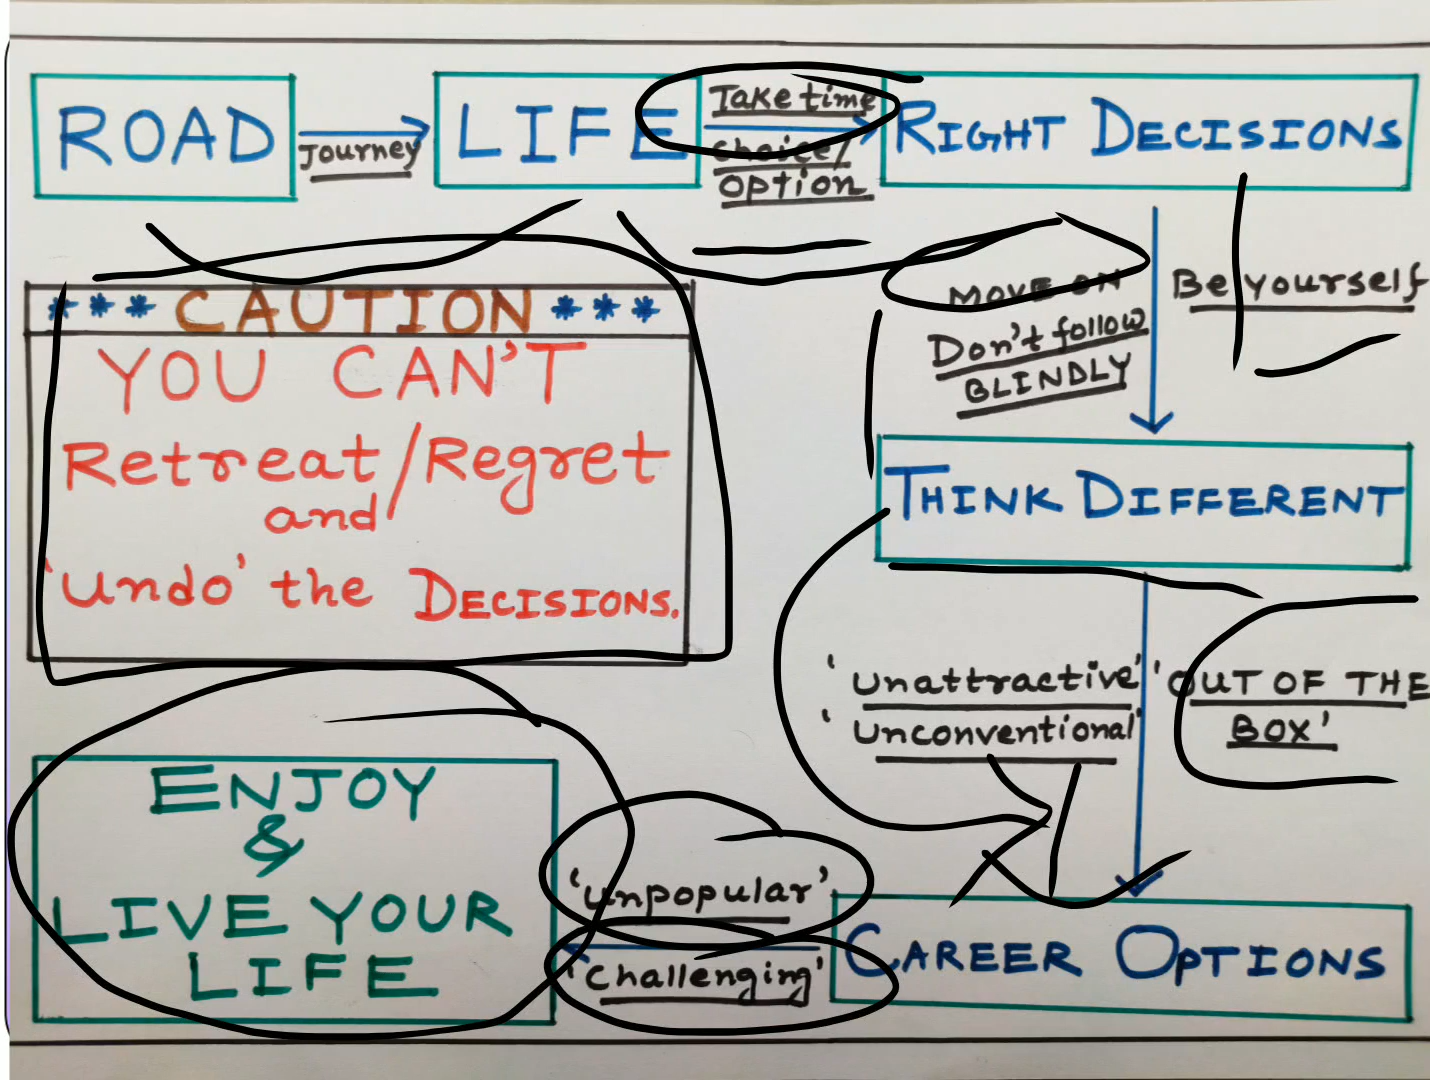 ROAD
Journey
LIFE
Take time
choice/
option
RIGHT DECISIONS
MOVE ON
Don't follow
BLINDLY
Be yourself
*** CAUTION ***
YOU CAN'T
Retreat/Regret
and
'undo' the DECISIONS.
THINK DIFFERENT
'unattractive'
'unconventional'
'OUT OF THE
BOX'
CAREER OPTIONS
'unpopular'
'challenging'
ENJOY
&
LIVE YOUR
LIFE